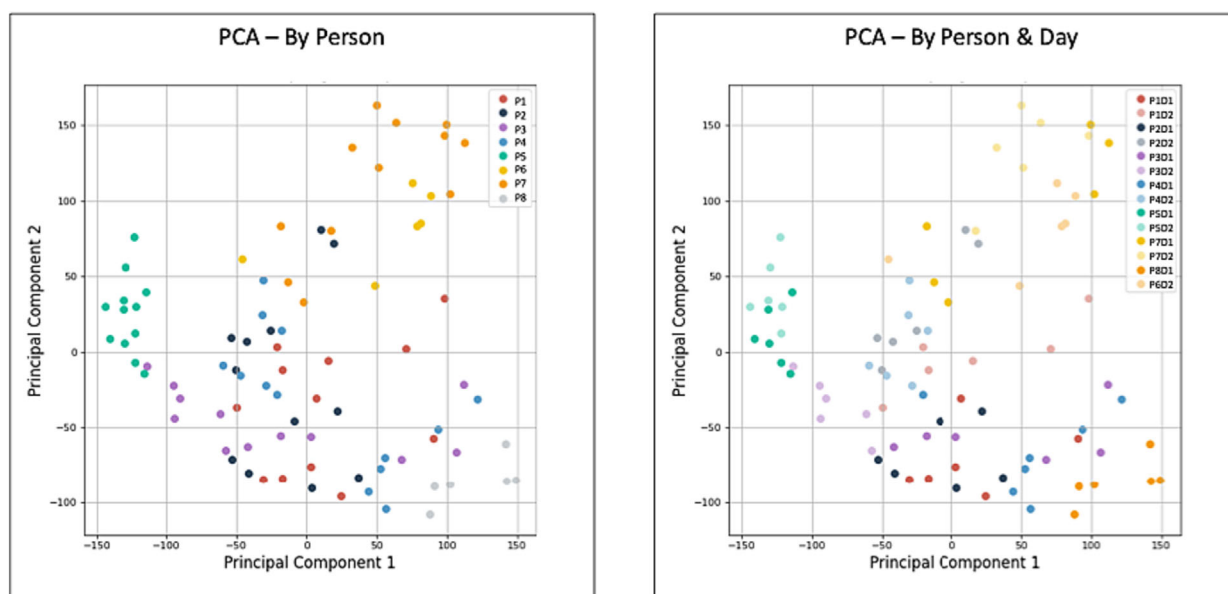 PCA – By Person
150
100
50
0
−50
−100
−150
−100
−50
0
50
100
150
Principal Component 2
Principal Component 1
P1
P2
P3
P4
P5
P6
P7
P8
PCA – By Person & Day
150
100
50
0
−50
−100
−150
−100
−50
0
50
100
150
Principal Component 2
Principal Component 1
P1D1
P1D2
P2D1
P2D2
P3D1
P3D2
P4D1
P4D2
P5D1
P5D2
P7D1
P7D2
P8D1
P6D2